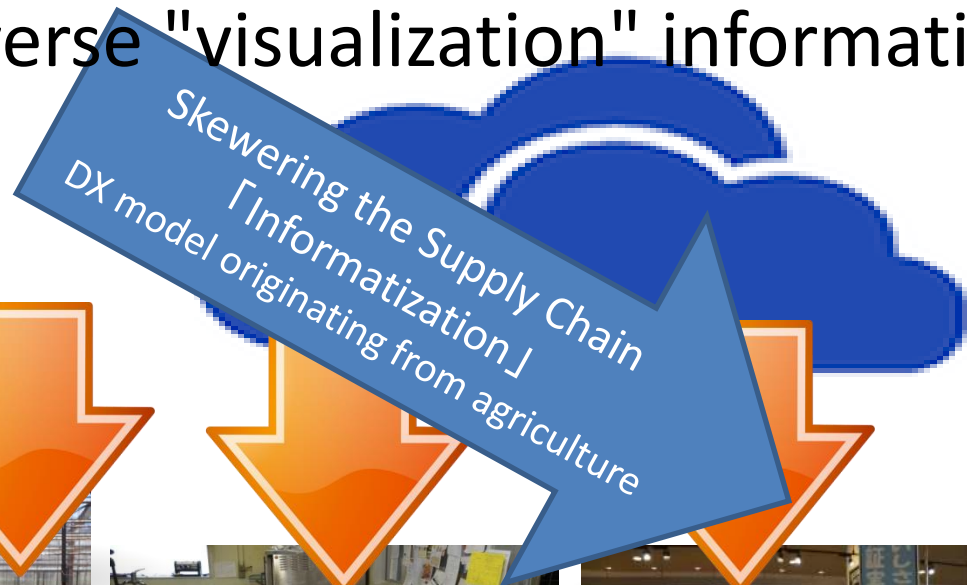 erse "visualization" informati
Skewering the Supply Chain
「Informatization」
DX model originating from agriculture